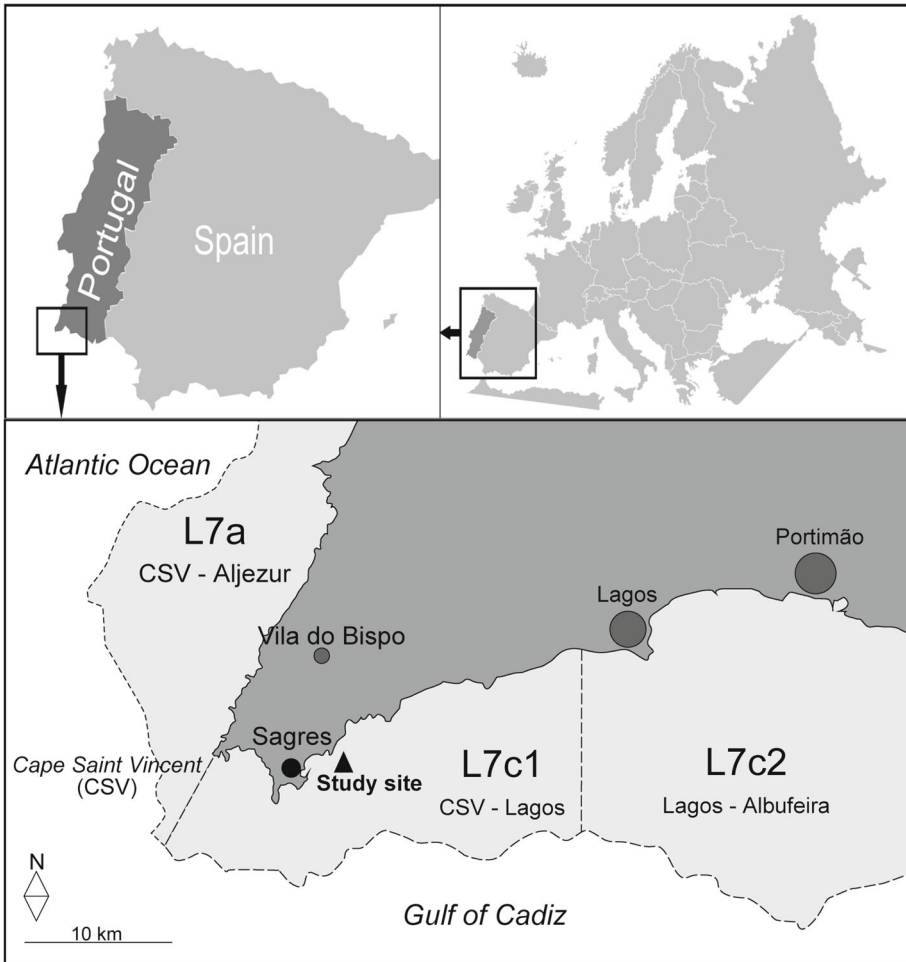 Portugal
Spain
Atlantic Ocean
L7a
CSV - Aljezur
Portimão
Lagos
Vila do Bispo
Sagres
Cape Saint Vincent
(CSV)
Study site
L7c1
CSV - Lagos
L7c2
Lagos - Albufeira
N
10 km
Gulf of Cadiz